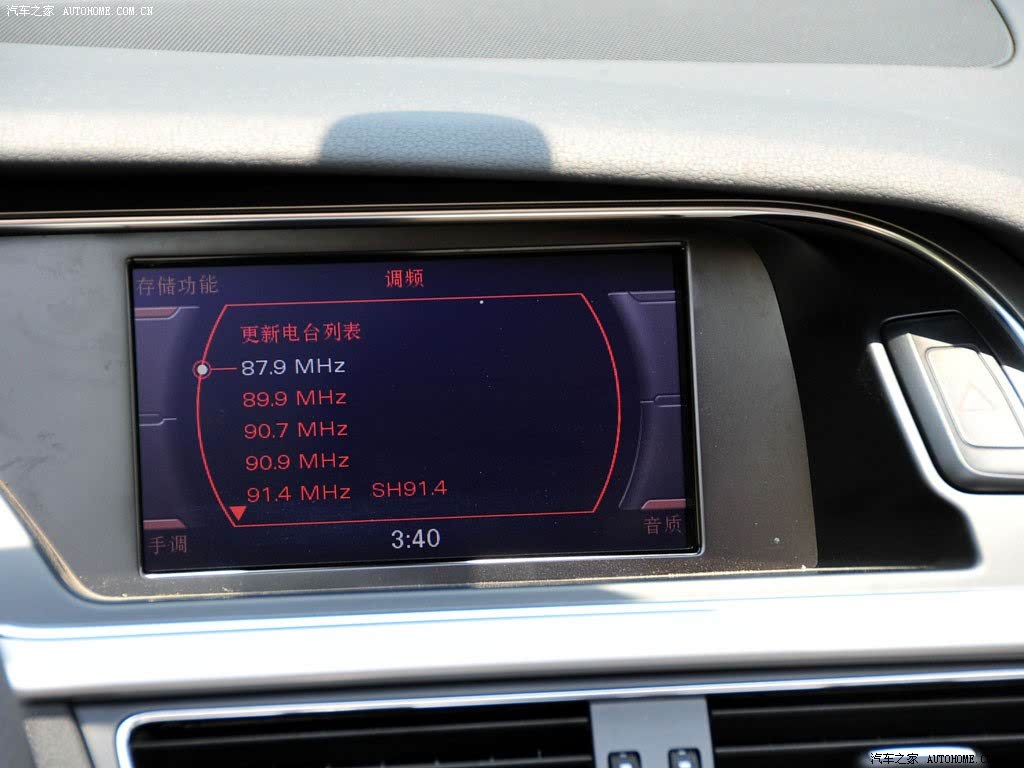 汽车之家 AUTOHOME.COM.CN
存储功能 调频
更新电台列表
87.9 MHz
89.9 MHz
90.7 MHz
90.9 MHz
91.4 MHz SH91.4
手调 3:40 音质
汽车之家 AUTOHOME.COM.CN